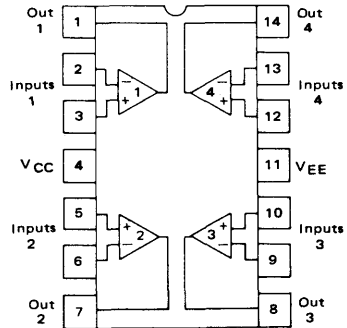 Out 1
1
14
Out 4
2
13
Inputs 1
− +
1
4
− +
Inputs 4
3
12
VCC
4
11
VEE
5
10
Inputs 2
+ −
2
3
+ −
Inputs 3
6
9
Out 2
7
8
Out 3